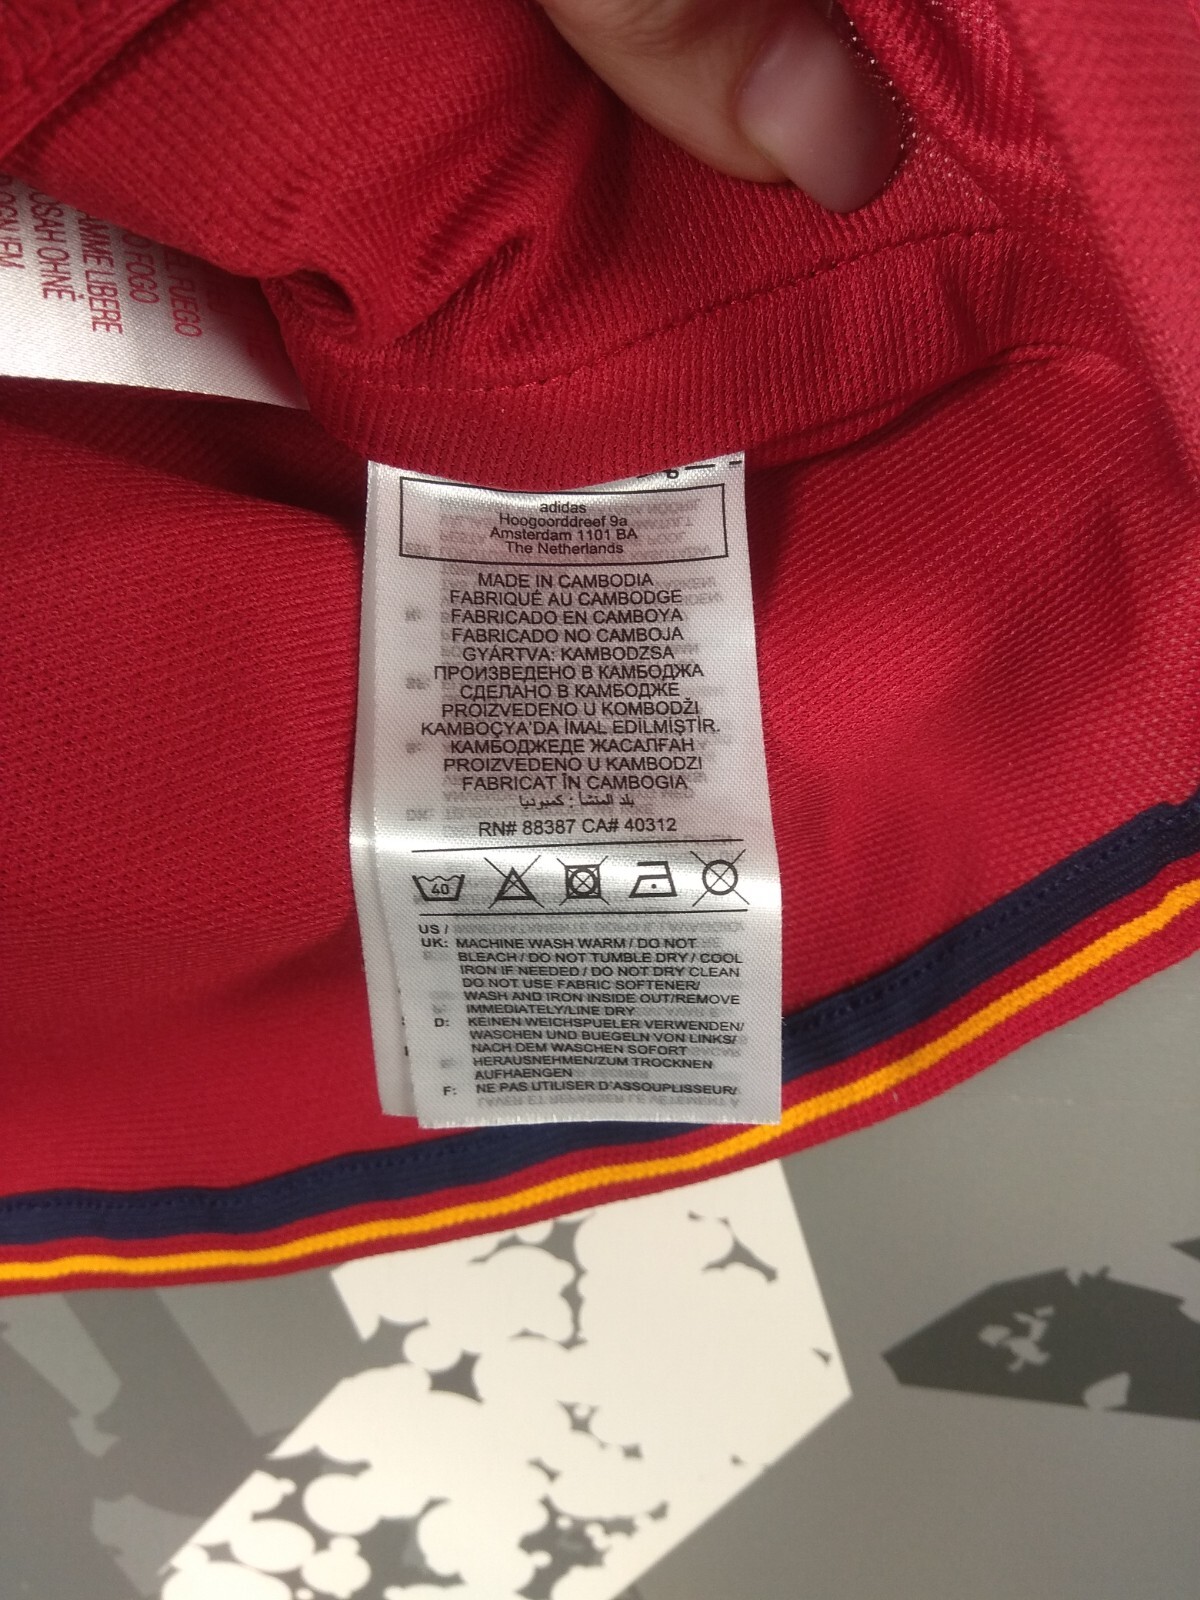 L FUEGO
O FOGO
AMME LIBERE
USAH OHNE
adidas
Hoogoorddreef 9a
Amsterdam 1101 BA
The Netherlands
MADE IN CAMBODIA
FABRIQUÉ AU CAMBODGE
FABRICADO EN CAMBOYA
FABRICADO NO CAMBOJA
GYÁRTVA: KAMBODZSA
ПРОИЗВЕДЕНО В КАМБОДЖА
СДЕЛАНО В КАМБОДЖЕ
PROIZVEDENO U KOMBODŽI
KAMBOÇYA'DA İMAL EDİLMİŞTİR.
КАМБОДЖЕДЕ ЖАСАЛҒАН
PROIZVEDENO U KAMBODZI
FABRICAT ÎN CAMBOGIA
بلد المنشأ : كمبوديا
RN# 88387 CA# 40312
40
US /
UK: MACHINE WASH WARM / DO NOT
BLEACH / DO NOT TUMBLE DRY / COOL
IRON IF NEEDED / DO NOT DRY CLEAN
DO NOT USE FABRIC SOFTENER/
WASH AND IRON INSIDE OUT/REMOVE
IMMEDIATELY/LINE DRY
D: KEINEN WEICHSPUELER VERWENDEN/
WASCHEN UND BUEGELN VON LINKS/
NACH DEM WASCHEN SOFORT
HERAUSNEHMEN/ZUM TROCKNEN
AUFHAENGEN
F: NE PAS UTILISER D'ASSOUPLISSEUR/